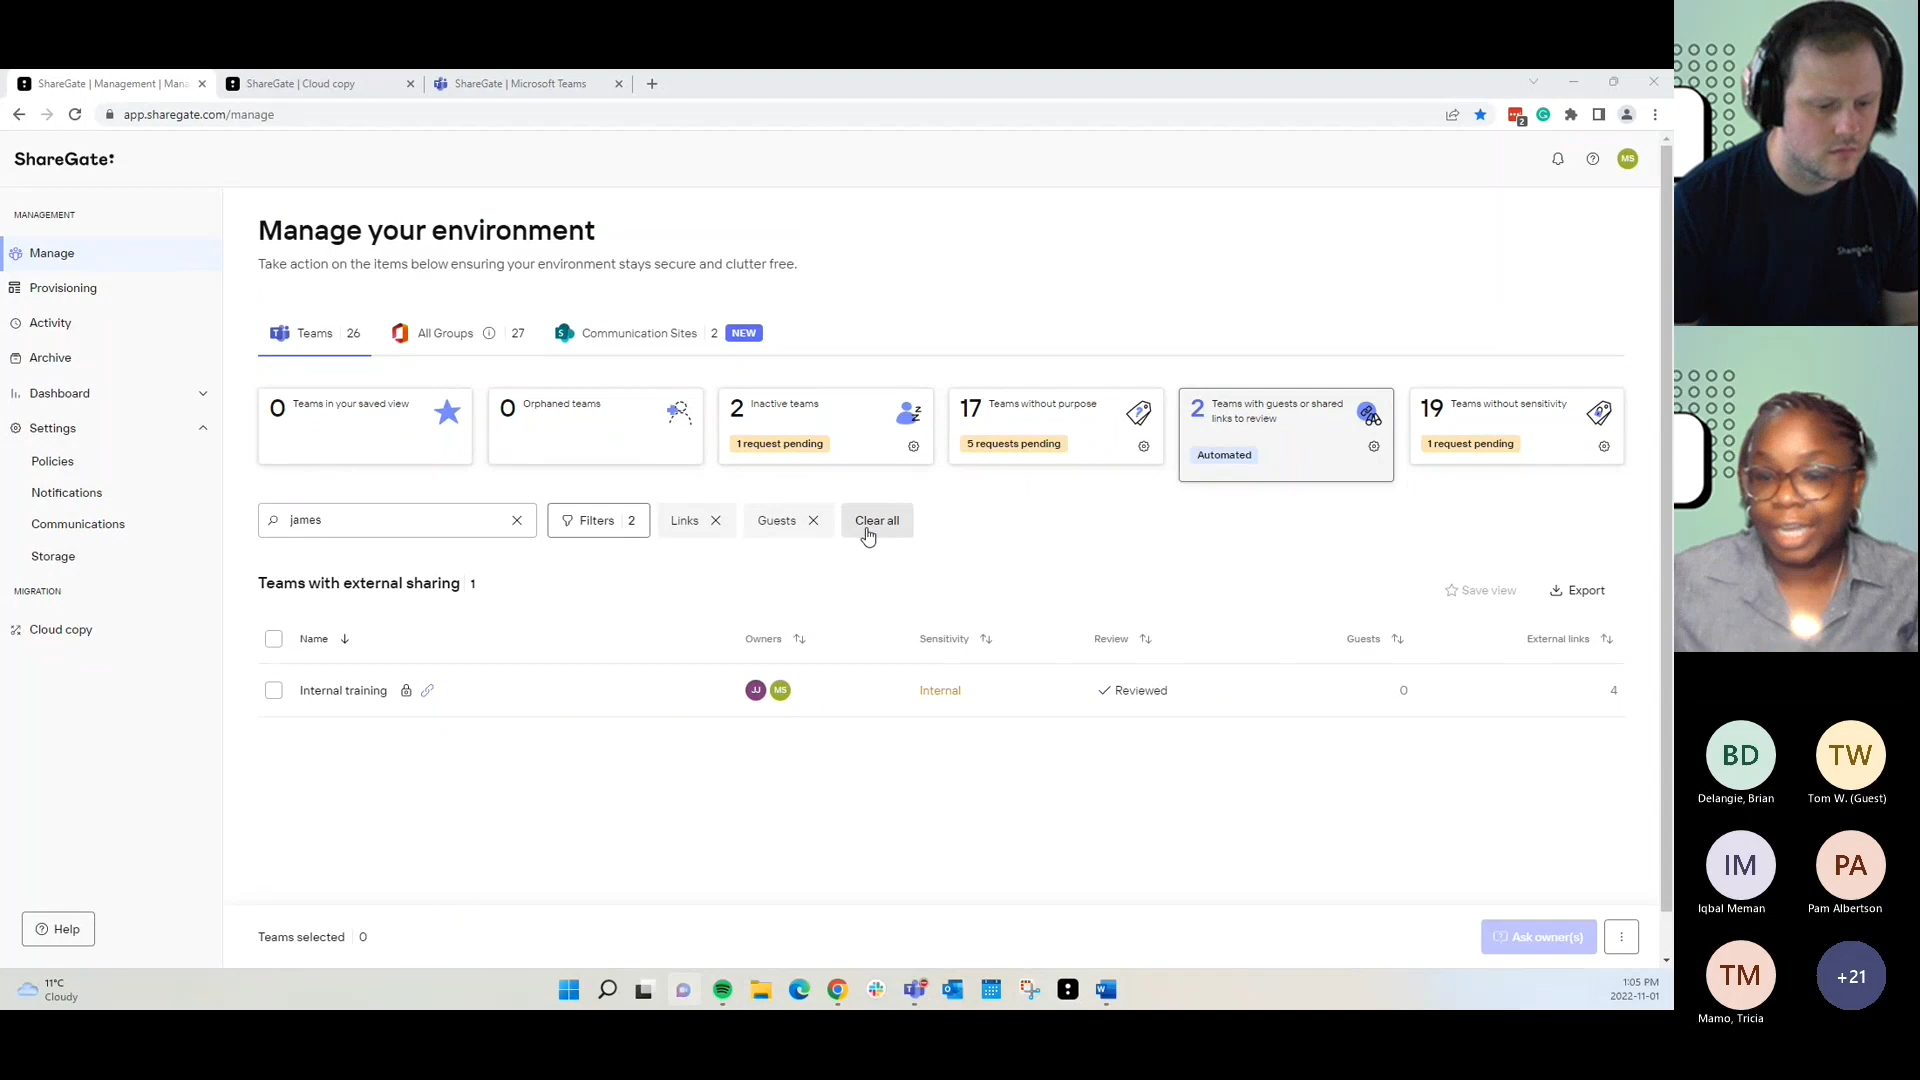 ShareGate | Management | Mana
ShareGate | Cloud copy
ShareGate | Microsoft Teams
app.sharegate.com/manage
2
ShareGate:
MS
MANAGEMENT
Manage
Provisioning
Activity
Archive
Dashboard
Settings
Policies
Notifications
Communications
Storage
MIGRATION
Cloud copy
Help
Manage your environment
Take action on the items below ensuring your environment stays secure and clutter free.
Teams 26
All Groups 27
Communication Sites 2 NEW
0 Teams in your saved view
0 Orphaned teams
2 Inactive teams
1 request pending
17 Teams without purpose
5 requests pending
2 Teams with guests or shared
links to review
Automated
19 Teams without sensitivity
1 request pending
james
Filters 2
Links
Guests
Clear all
Teams with external sharing 1
Save view
Export
Name Owners Sensitivity Review Guests External links
Internal training JJ MS Internal Reviewed 0 4
Teams selected 0
Ask owner(s)
11°C
Cloudy
1:05 PM
2022-11-01
Sharegate
BD
Delangie, Brian
TW
Tom W. (Guest)
IM
Iqbal Meman
PA
Pam Albertson
TM
Mamo, Tricia
+21